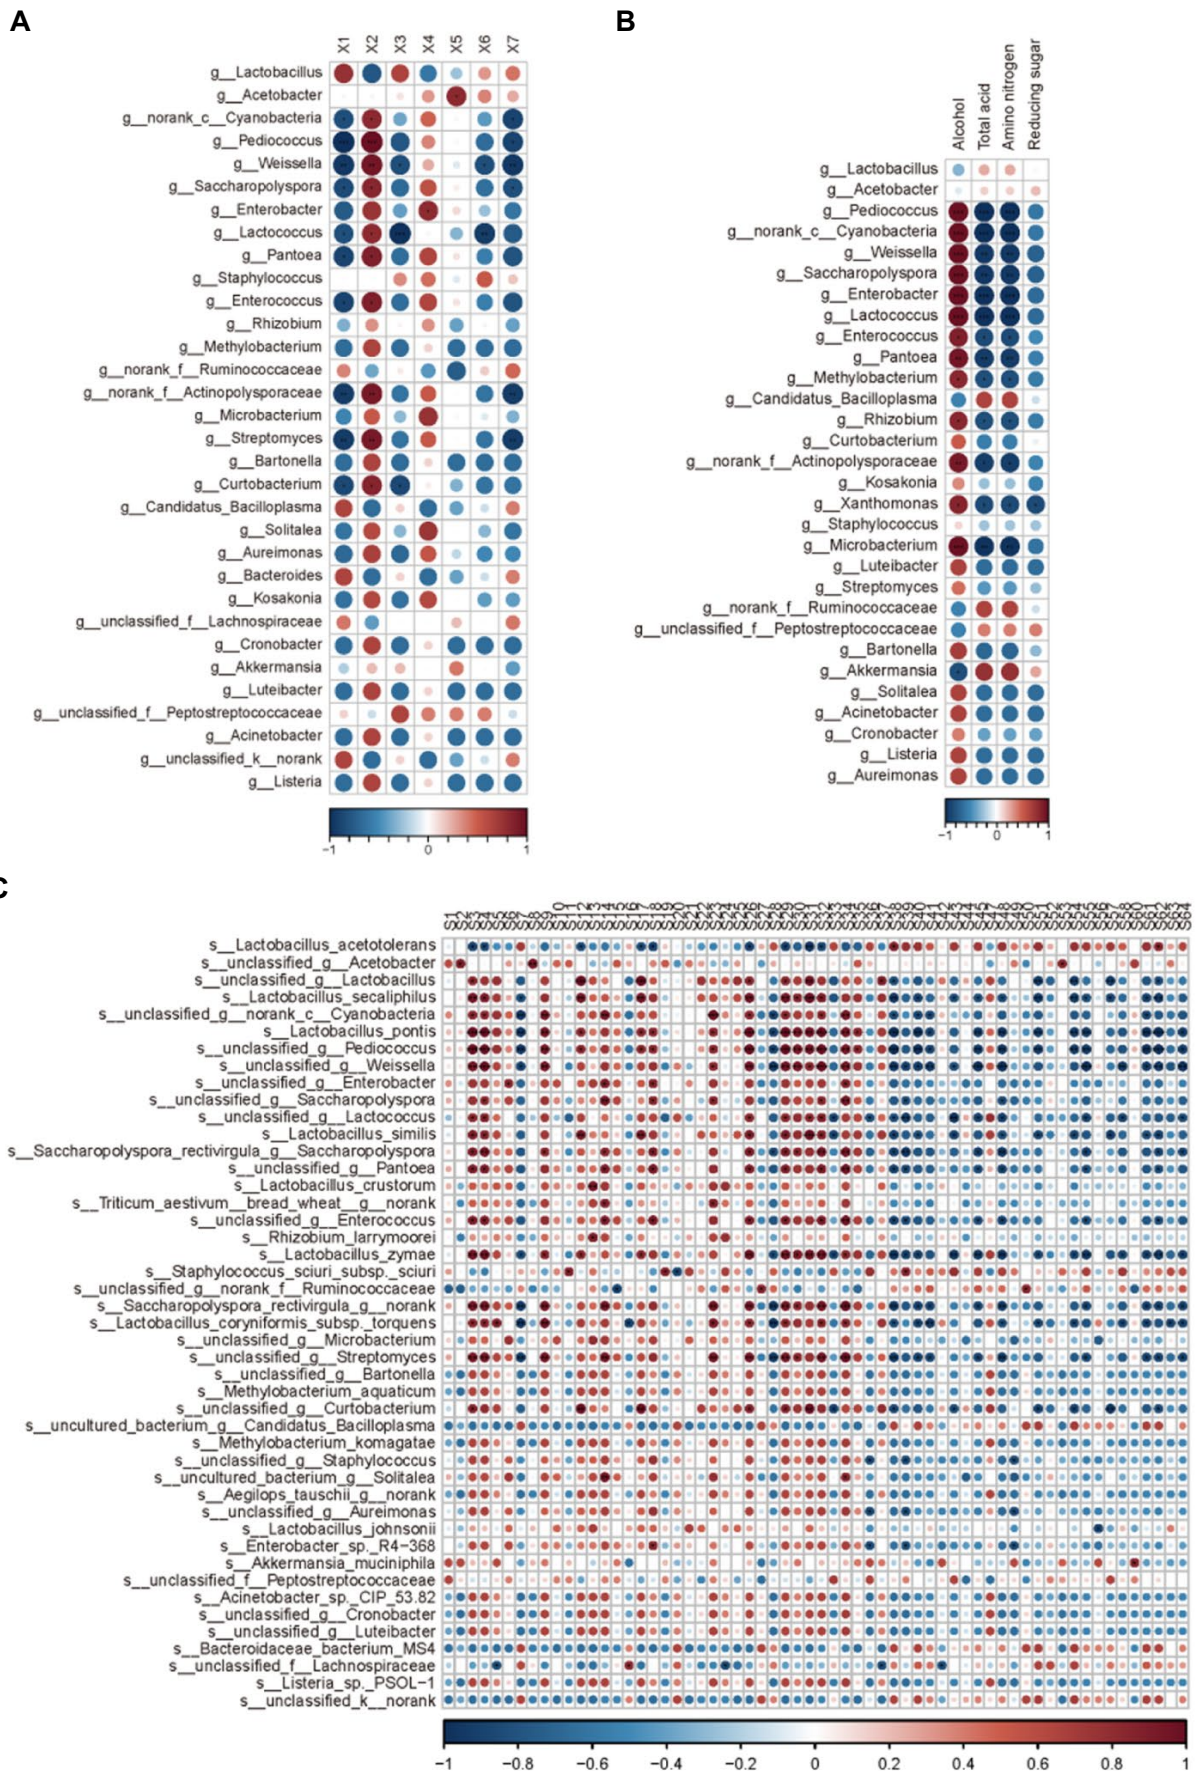 A
X1 X2 X3 X4 X5 X6 X7
g__Lactobacillus
g__Acetobacter
g__norank_c__Cyanobacteria
g__Pediococcus
g__Weissella
g__Saccharopolyspora
g__Enterobacter
g__Lactococcus
g__Pantoea
g__Staphylococcus
g__Enterococcus
g__Rhizobium
g__Methylobacterium
g__norank_f__Ruminococcaceae
g__norank_f__Actinopolysporaceae
g__Microbacterium
g__Streptomyces
g__Bartonella
g__Curtobacterium
g__Candidatus_Bacilloplasma
g__Solitalea
g__Aureimonas
g__Bacteroides
g__Kosakonia
g__unclassified_f__Lachnospiraceae
g__Cronobacter
g__Akkermansia
g__Luteibacter
g__unclassified_f__Peptostreptococcaceae
g__Acinetobacter
g__unclassified_k__norank
g__Listeria
−1 0 1
B
Alcohol
Total acid
Amino nitrogen
Reducing sugar
g__Lactobacillus
g__Acetobacter
g__Pediococcus
g__norank_c__Cyanobacteria
g__Weissella
g__Saccharopolyspora
g__Enterobacter
g__Lactococcus
g__Enterococcus
g__Pantoea
g__Methylobacterium
g__Candidatus_Bacilloplasma
g__Rhizobium
g__Curtobacterium
g__norank_f__Actinopolysporaceae
g__Kosakonia
g__Xanthomonas
g__Staphylococcus
g__Microbacterium
g__Luteibacter
g__Streptomyces
g__norank_f__Ruminococcaceae
g__unclassified_f__Peptostreptococcaceae
g__Bartonella
g__Akkermansia
g__Solitalea
g__Acinetobacter
g__Cronobacter
g__Listeria
g__Aureimonas
−1 0 1
s__Lactobacillus_acetotolerans
s__unclassified_g__Acetobacter
s__unclassified_g__Lactobacillus
s__Lactobacillus_secaliphilus
s__unclassified_g__norank_c__Cyanobacteria
s__Lactobacillus_pontis
s__unclassified_g__Pediococcus
s__unclassified_g__Weissella
s__unclassified_g__Enterobacter
s__unclassified_g__Saccharopolyspora
s__unclassified_g__Lactococcus
s__Lactobacillus_similis
s__Saccharopolyspora_rectivirgula_g__Saccharopolyspora
s__unclassified_g__Pantoea
s__Lactobacillus_crustorum
s__Triticum_aestivum__bread_wheat__g__norank
s__unclassified_g__Enterococcus
s__Rhizobium_larrymoorei
s__Lactobacillus_zymae
s__Staphylococcus_sciuri_subsp._sciuri
s__unclassified_g__norank_f__Ruminococcaceae
s__Saccharopolyspora_rectivirgula_g__norank
s__Lactobacillus_coryniformis_subsp._torquens
s__unclassified_g__Microbacterium
s__unclassified_g__Streptomyces
s__unclassified_g__Bartonella
s__Methylobacterium_aquaticum
s__unclassified_g__Curtobacterium
s__uncultured_bacterium_g__Candidatus_Bacilloplasma
s__Methylobacterium_komagatae
s__unclassified_g__Staphylococcus
s__uncultured_bacterium_g__Solitalea
s__Aegilops_tauschii_g__norank
s__unclassified_g__Aureimonas
s__Lactobacillus_johnsonii
s__Enterobacter_sp._R4−368
s__Akkermansia_muciniphila
s__unclassified_f__Peptostreptococcaceae
s__Acinetobacter_sp._CIP_53.82
s__unclassified_g__Cronobacter
s__unclassified_g__Luteibacter
s__Bacteroidaceae_bacterium_MS4
s__unclassified_f__Lachnospiraceae
s__Listeria_sp._PSOL−1
s__unclassified_k__norank
−1 −0.8 −0.6 −0.4 −0.2 0 0.2 0.4 0.6 0.8 1